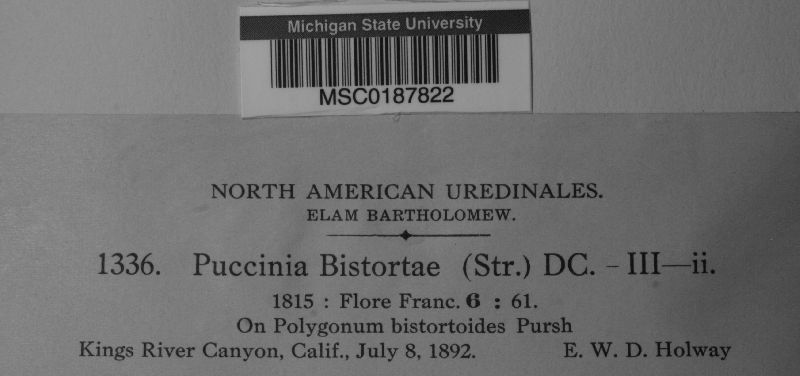 Michigan State University
MSC0187822
NORTH AMERICAN UREDINALES.
ELAM BARTHOLOMEW.
1336. Puccinia Bistortae (Str.) DC. – III—ii.
1815 : Flore Franc. 6 : 61.
On Polygonum bistortoides Pursh
Kings River Canyon, Calif., July 8, 1892. E. W. D. Holway